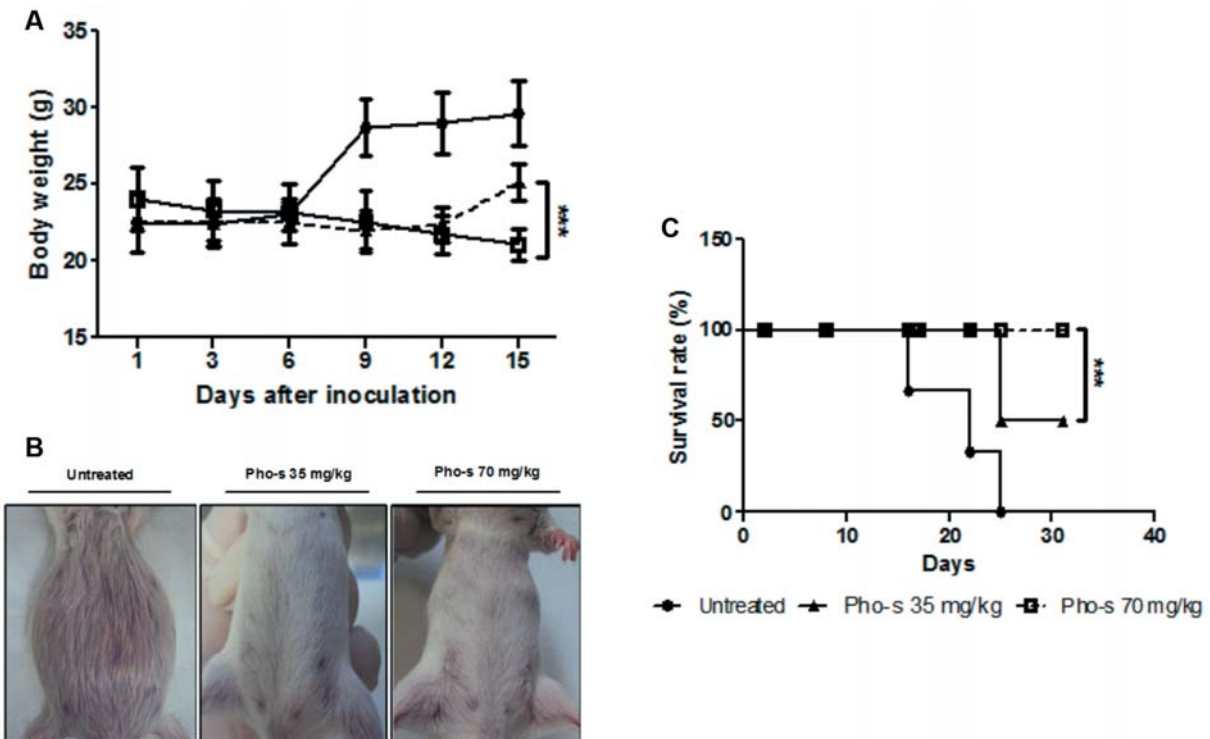 A
35
30
25
20
15
Body weight (g)
***
1 3 6 9 12 15
Days after inoculation
B
Untreated
Pho-s 35 mg/kg
Pho-s 70 mg/kg
C
150
100
50
0
Survival rate (%)
***
0 10 20 30 40
Days
Untreated Pho-s 35 mg/kg Pho-s 70 mg/kg